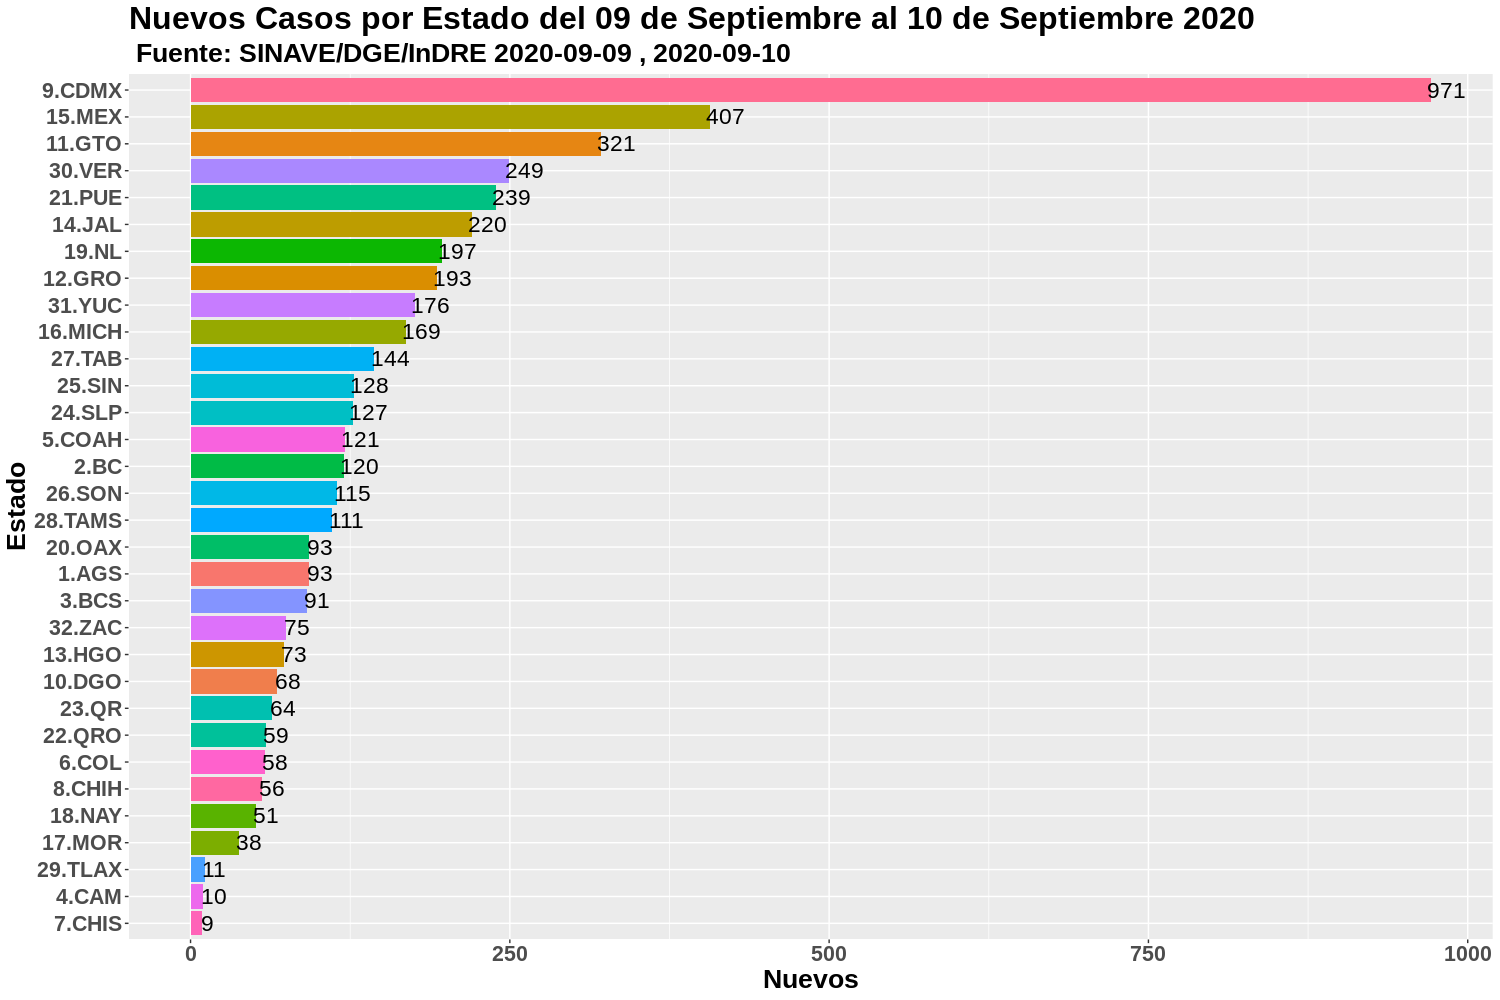 Nuevos Casos por Estado del 09 de Septiembre al 10 de Septiembre 2020
Fuente: SINAVE/DGE/InDRE 2020-09-09 , 2020-09-10
Estado
9.CDMX 971
15.MEX 407
11.GTO 321
30.VER 249
21.PUE 239
14.JAL 220
19.NL 197
12.GRO 193
31.YUC 176
16.MICH 169
27.TAB 144
25.SIN 128
24.SLP 127
5.COAH 121
2.BC 120
26.SON 115
28.TAMS 111
20.OAX 93
1.AGS 93
3.BCS 91
32.ZAC 75
13.HGO 73
10.DGO 68
23.QR 64
22.QRO 59
6.COL 58
8.CHIH 56
18.NAY 51
17.MOR 38
29.TLAX 11
4.CAM 10
7.CHIS 9
0 250 500 750 1000
Nuevos